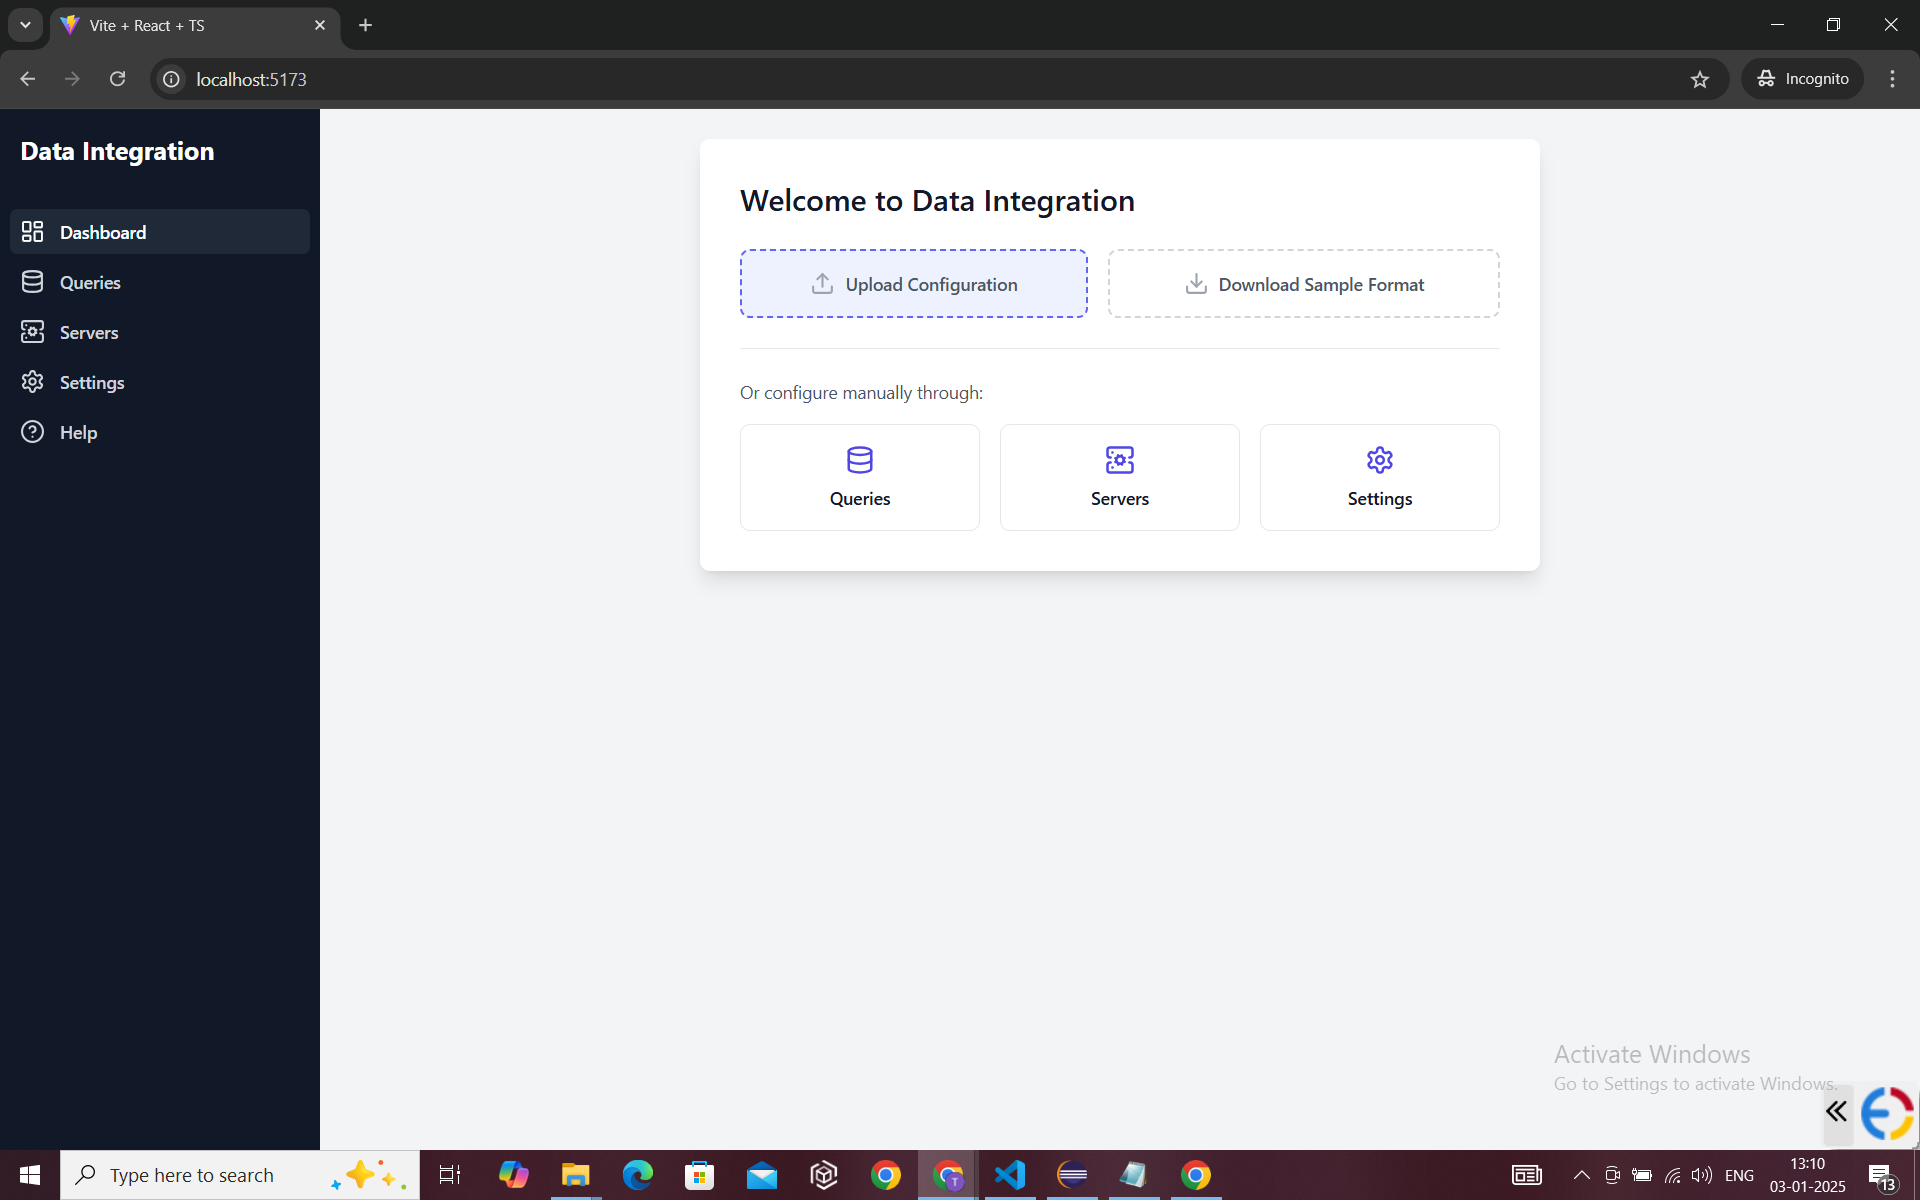 Vite + React + TS
localhost:5173
Incognito
Data Integration
Dashboard
Queries
Servers
Settings
Help
Welcome to Data Integration
Upload Configuration
Download Sample Format
Or configure manually through:
Queries
Servers
Settings
Activate Windows
Go to Settings to activate Windows.
Type here to search
T
ENG
13:10
03-01-2025
13